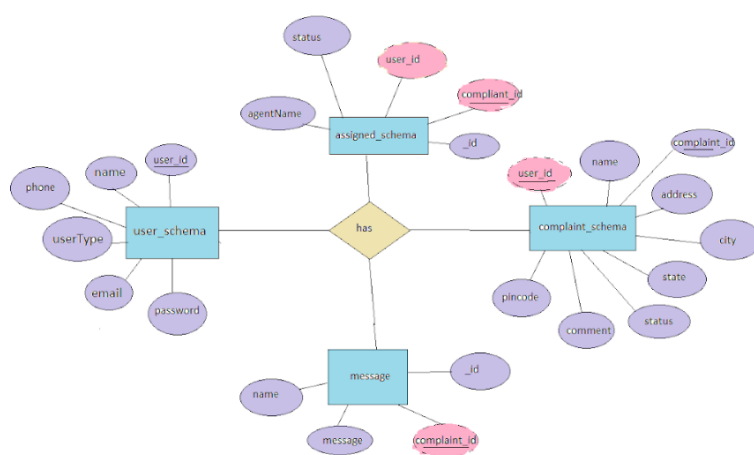 status
user_id
compliant_id
agentName
assigned_schema
_id
complaint_id
name
user_id
name
user_id
address
phone
user_schema
has
complaint_schema
city
userType
state
email
password
pincode
comment
status
message
_id
name
message
complaint_id